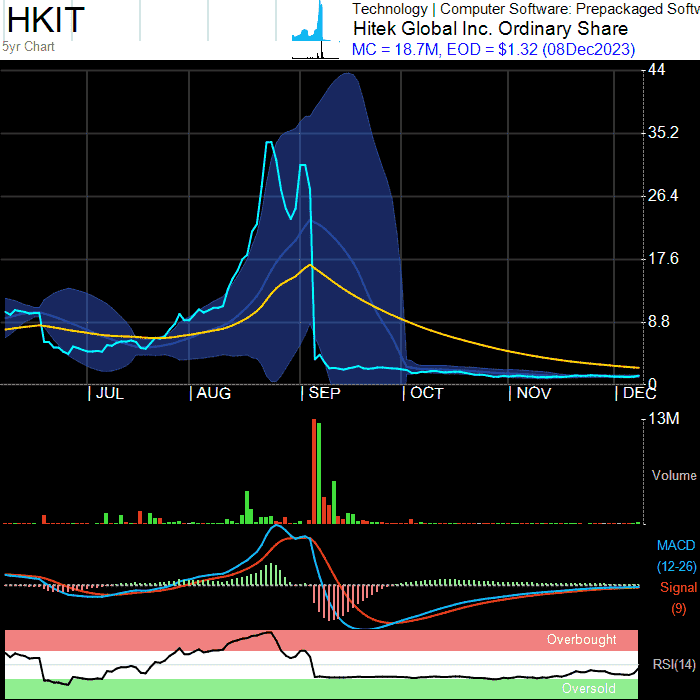 HKIT
5yr Chart
Technology | Computer Software: Prepackaged Softw
Hitek Global Inc. Ordinary Share
MC = 18.7M, EOD = $1.32 (08Dec2023)
44
35.2
26.4
17.6
8.8
0
| JUL | AUG | SEP | OCT | NOV | DEC
13M
Volume
MACD
(12-26)
Signal
(9)
Overbought
RSI(14)
Oversold